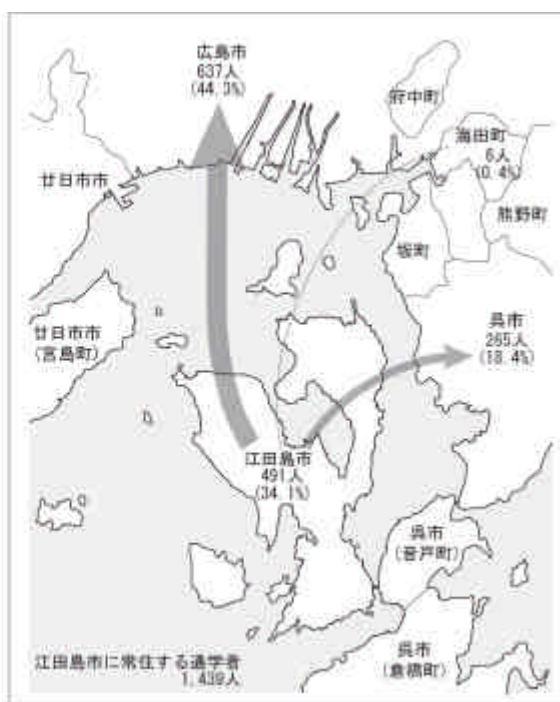 広島市
637人
(44.3%)
府中町
海田町
6人
(0.4%)
廿日市市
熊野町
坂町
呉市
265人
(18.4%)
廿日市市
(宮島町)
江田島市
491人
(34.1%)
呉市
(音戸町)
呉市
(倉橋町)
江田島市に常住する通学者
1,439人